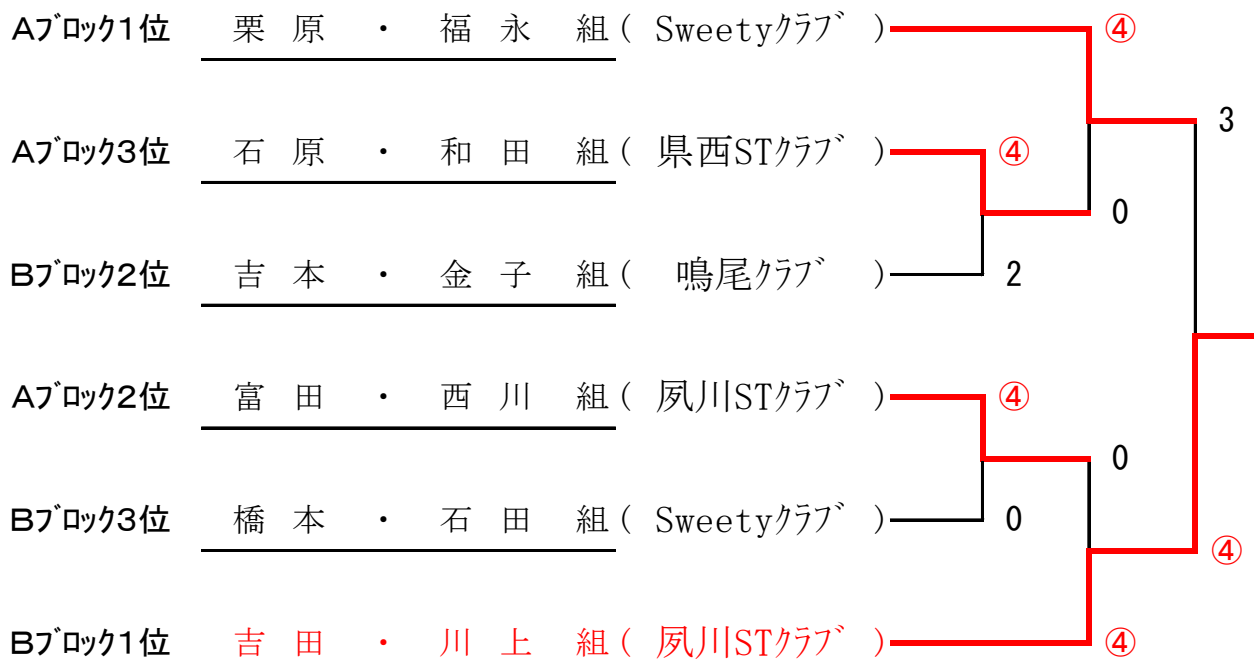 Aﾌﾞﾛｯｸ1位 栗原・福永 組( Sweetyｸﾗﾌﾞ ) ④
3
Aﾌﾞﾛｯｸ3位 石原・和田 組( 県西STｸﾗﾌﾞ ) ④
0
Bﾌﾞﾛｯｸ2位 吉本・金子 組( 鳴尾ｸﾗﾌﾞ ) 2
Aﾌﾞﾛｯｸ2位 富田・西川 組( 夙川STｸﾗﾌﾞ ) ④
0
Bﾌﾞﾛｯｸ3位 橋本・石田 組( Sweetyｸﾗﾌﾞ ) 0
④
Bﾌﾞﾛｯｸ1位 吉田・川上 組( 夙川STｸﾗﾌﾞ ) ④